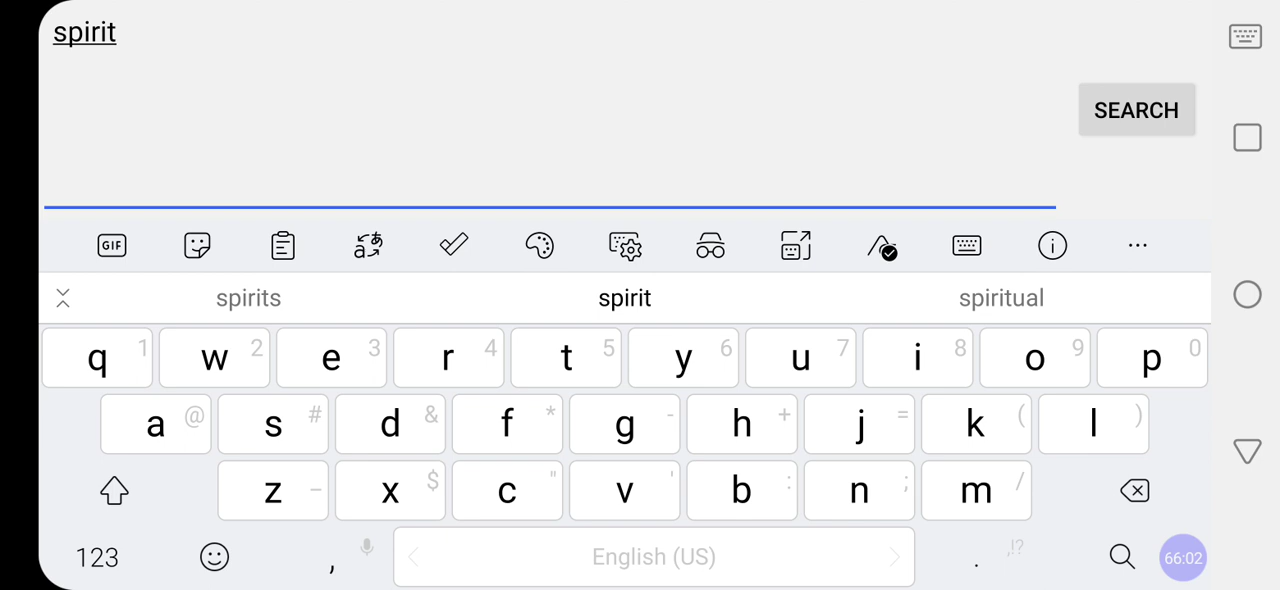 spirit
SEARCH
GIF
spirits spirit spiritual
q 1 w 2 e 3 r 4 t 5 y 6 u 7 i 8 o 9 p 0
a @ s # d & f * g - h + j = k ( l )
z _ x $ c " v ' b : n ; m /
123 , English (US) . ,!? 66:02